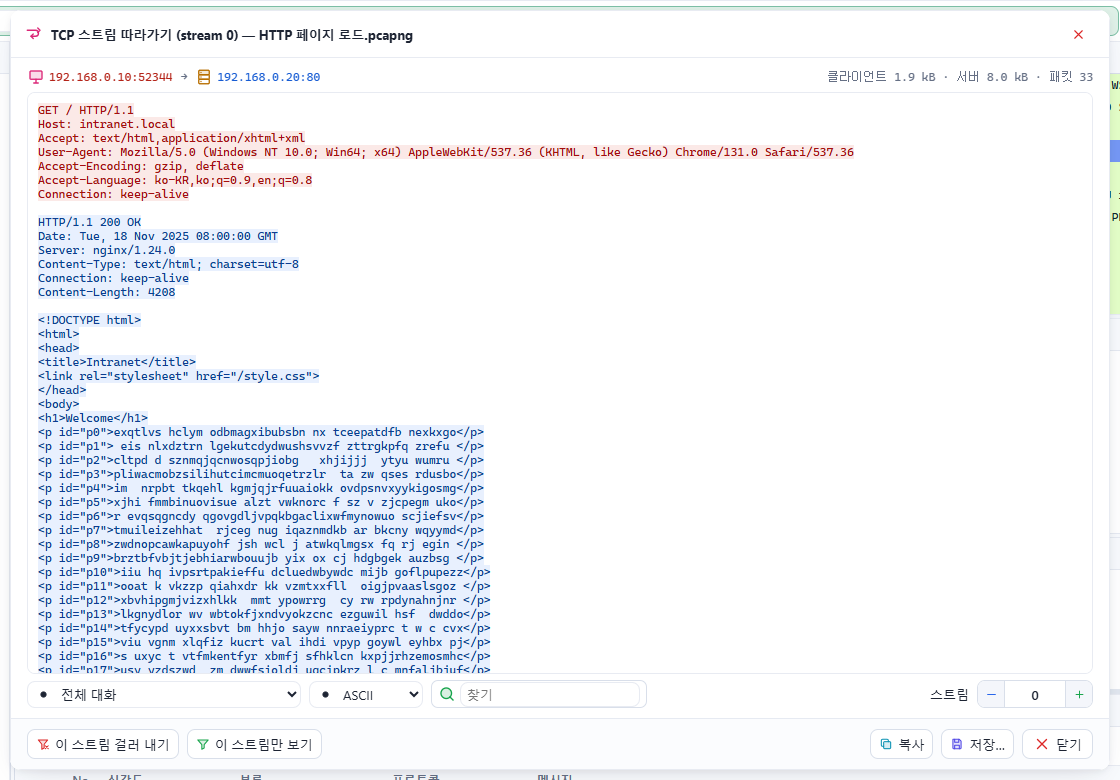 TCP 스트림 따라가기 (stream 0) — HTTP 페이지 로드.pcapng
192.168.0.10:52344 → 192.168.0.20:80
클라이언트 1.9 kB · 서버 8.0 kB · 패킷 33
GET / HTTP/1.1
Host: intranet.local
Accept: text/html,application/xhtml+xml
User-Agent: Mozilla/5.0 (Windows NT 10.0; Win64; x64) AppleWebKit/537.36 (KHTML, like Gecko) Chrome/131.0 Safari/537.36
Accept-Encoding: gzip, deflate
Accept-Language: ko-KR,ko;q=0.9,en;q=0.8
Connection: keep-alive
HTTP/1.1 200 OK
Date: Tue, 18 Nov 2025 08:00:00 GMT
Server: nginx/1.24.0
Content-Type: text/html; charset=utf-8
Connection: keep-alive
Content-Length: 4208
<!DOCTYPE html>
<html>
<head>
<title>Intranet</title>
<link rel="stylesheet" href="/style.css">
</head>
<body>
<h1>Welcome</h1>
<p id="p0">exqtlvs hclym odbmagxibubsbn nx tceepatdfb nexkxgo</p>
<p id="p1"> eis nlxdztrn lgekutcdydwushsvvzf zttrgkpfq zrefu </p>
<p id="p2">cltpd d sznmqjqcnwosqpjiobg   xhjijjj  ytyu wumru </p>
<p id="p3">pliwacmobzsilihutcimcmuoqetrzlr  ta zw qses rdusbo</p>
<p id="p4">im  nrpbt tkqehl kgmjqjrfuuaiokk ovdpsnvxyykigosmg</p>
<p id="p5">xjhi fmmbinuovisue alzt vwknorc f sz v zjcpegm uko</p>
<p id="p6">r evqsqgncdy qgovgdljvpqkbgaclixwfmynowuo scjiefsv</p>
<p id="p7">tmuileizehhat  rjceg nug iqaznmdkb ar bkcny wqyymd</p>
<p id="p8">zwdnopcawkapuyohf jsh wcl j atwkqlmgsx fq rj egin </p>
<p id="p9">brztbfvbjtjebhiarwbouujb yix ox cj hdgbgek auzbsg </p>
<p id="p10">iiu hq ivpsrtpakieffu dcluedwbywdc mijb goflpupezz</p>
<p id="p11">ooat k vkzzp qiahxdr kk vzmtxxfll  oigjpvaaslsgoz </p>
<p id="p12">xbvhipgmjvizxhlkk  mmt ypowrrg  cy rw rpdynahnjnr </p>
<p id="p13">lkgnydlor wv wbtokfjxndvyokzcnc ezguwil hsf  dwddo</p>
<p id="p14">tfycypd uyxxsbvt bm hhjo sayw nnraeiyprc t w c cvx</p>
<p id="p15">viu vgnm xlqfiz kucrt val ihdi vpyp goywl eyhbx pj</p>
<p id="p16">s uxyc t vtfmkentfyr xbmfj sfhklcn kxpjjrhzemosmhc</p>
전체 대화
ASCII
찾기
스트림
0
이 스트림 걸러 내기
이 스트림만 보기
복사
저장...
닫기